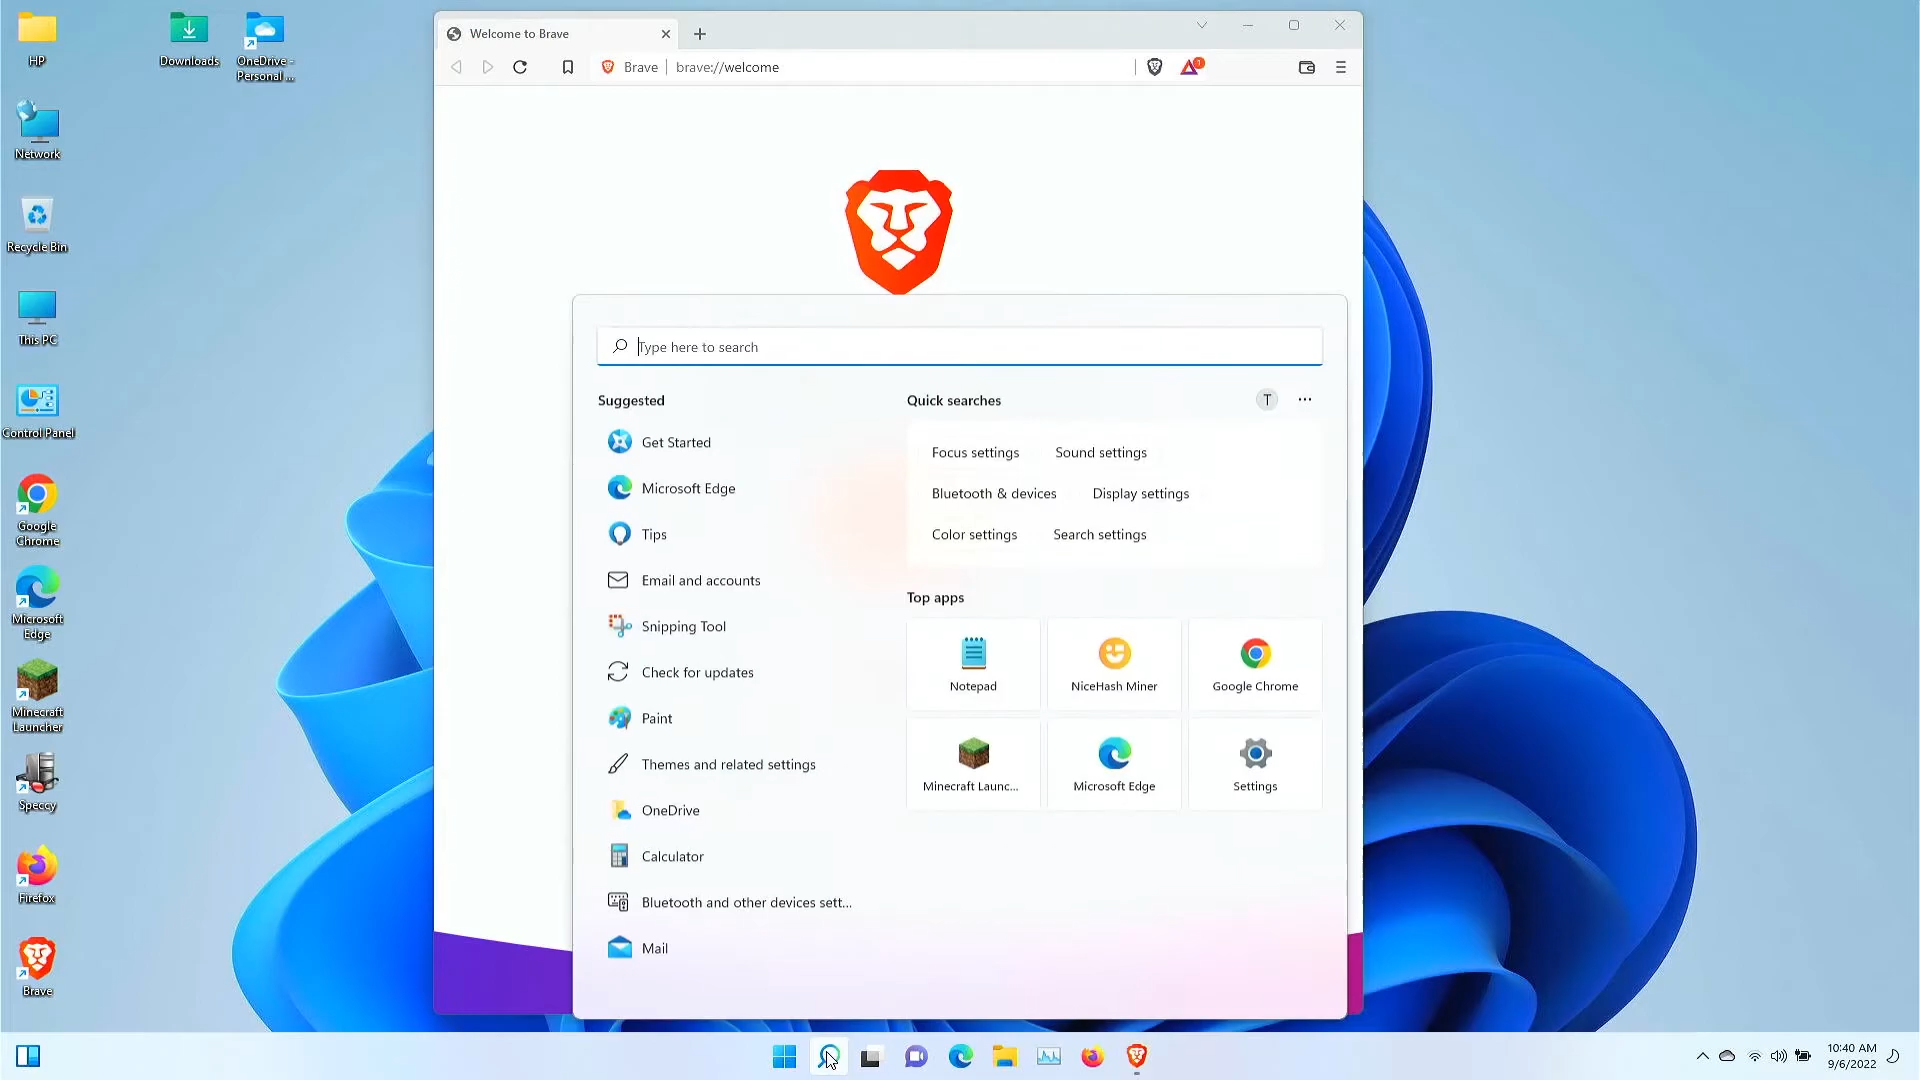 HP
Downloads
OneDrive -
Personal ...
Network
Recycle Bin
This PC
Control Panel
Google
Chrome
Microsoft
Edge
Minecraft
Launcher
Speccy
Firefox
Brave
Welcome to Brave
Brave
brave://welcome
1
Type here to search
Suggested
Get Started
Microsoft Edge
Tips
Email and accounts
Snipping Tool
Check for updates
Paint
Themes and related settings
OneDrive
Calculator
Bluetooth and other devices sett...
Mail
Quick searches
T
Focus settings
Sound settings
Bluetooth & devices
Display settings
Color settings
Search settings
Top apps
Notepad
NiceHash Miner
Google Chrome
Minecraft Launc...
Microsoft Edge
Settings
10:40 AM
9/6/2022